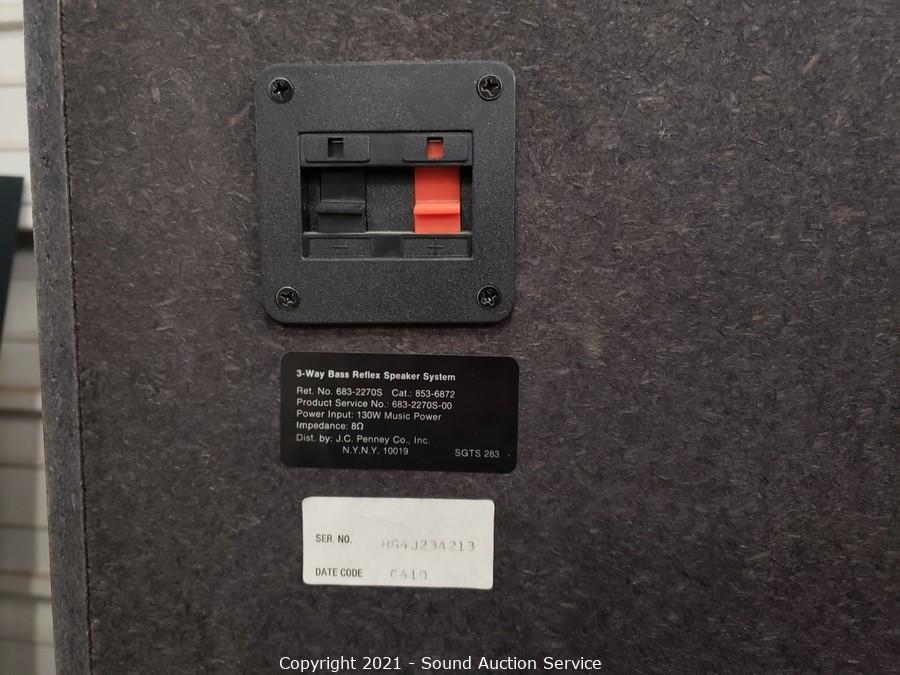 − +
3-Way Bass Reflex Speaker System
Ret. No. 683-2270S Cat.: 853-6872
Product Service No.: 683-2270S-00
Power Input: 130W Music Power
Impedance: 8Ω
Dist. by: J.C. Penney Co., Inc.
N.Y.N.Y. 10019 SGTS 283
SER. NO. HG4J23A213
DATE CODE C410
Copyright 2021 - Sound Auction Service